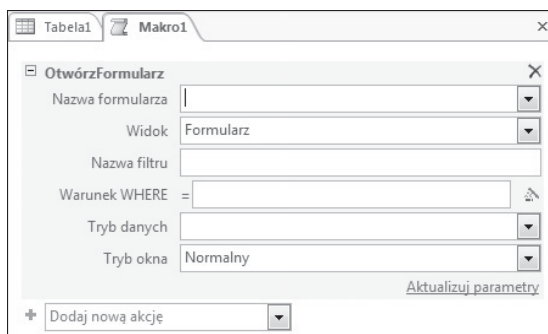 Tabela1 Makro1
OtwórzFormularz
Nazwa formularza
Widok Formularz
Nazwa filtru
Warunek WHERE =
Tryb danych
Tryb okna Normalny
Aktualizuj parametry
Dodaj nową akcję